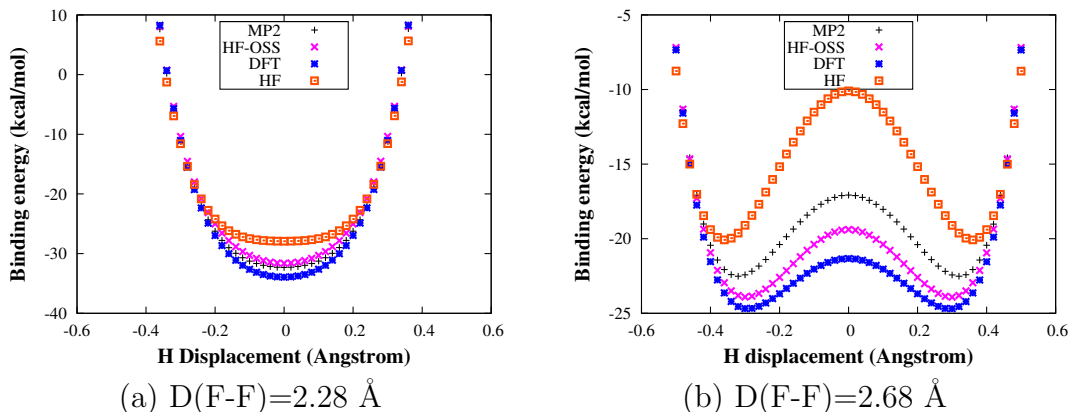 10
0
-10
-20
-30
-40
Binding energy (kcal/mol)
MP2
HF-OSS
DFT
HF
-0.6 -0.4 -0.2 0 0.2 0.4 0.6
H Displacement (Angstrom)
(a) D(F-F)=2.28 Å
-5
-10
-15
-20
-25
Binding energy (kcal/mol)
MP2
HF-OSS
DFT
HF
-0.6 -0.4 -0.2 0 0.2 0.4 0.6
H displacement (Angstrom)
(b) D(F-F)=2.68 Å